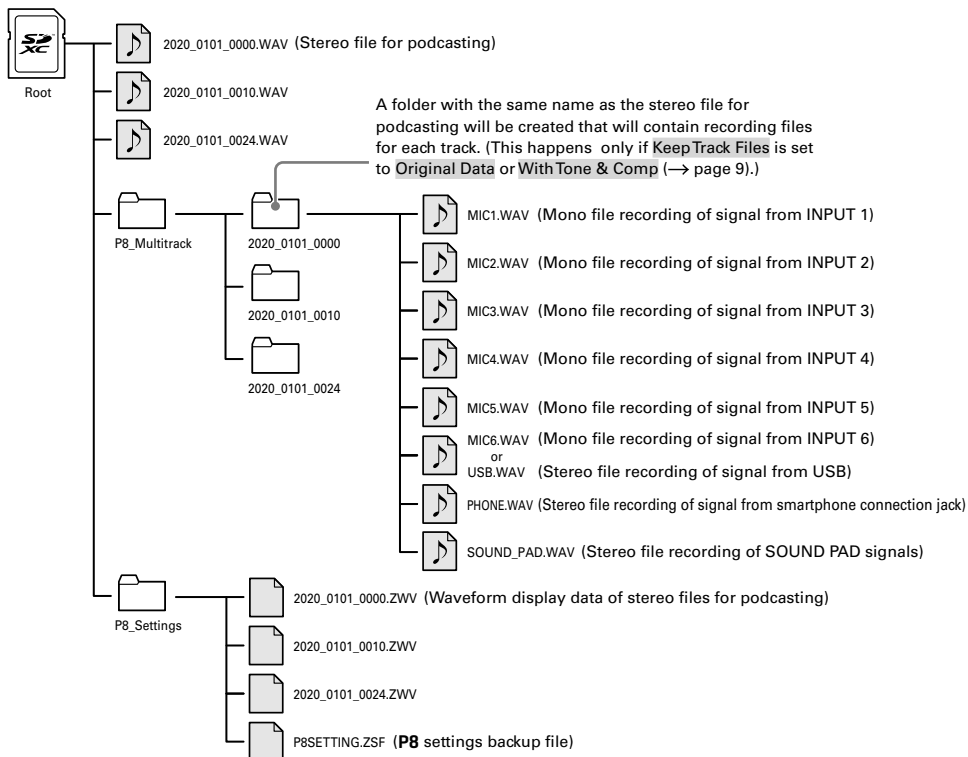 SD XC
Root
2020_0101_0000.WAV (Stereo file for podcasting)
2020_0101_0010.WAV
2020_0101_0024.WAV
A folder with the same name as the stereo file for
podcasting will be created that will contain recording files
for each track. (This happens only if Keep Track Files is set
to Original Data or With Tone & Comp (→ page 9).)
P8_Multitrack
2020_0101_0000
2020_0101_0010
2020_0101_0024
MIC1.WAV (Mono file recording of signal from INPUT 1)
MIC2.WAV (Mono file recording of signal from INPUT 2)
MIC3.WAV (Mono file recording of signal from INPUT 3)
MIC4.WAV (Mono file recording of signal from INPUT 4)
MIC5.WAV (Mono file recording of signal from INPUT 5)
MIC6.WAV (Mono file recording of signal from INPUT 6)
or
USB.WAV (Stereo file recording of signal from USB)
PHONE.WAV (Stereo file recording of signal from smartphone connection jack)
SOUND_PAD.WAV (Stereo file recording of SOUND PAD signals)
P8_Settings
2020_0101_0000.ZWV (Waveform display data of stereo files for podcasting)
2020_0101_0010.ZWV
2020_0101_0024.ZWV
P8SETTING.ZSF (P8 settings backup file)